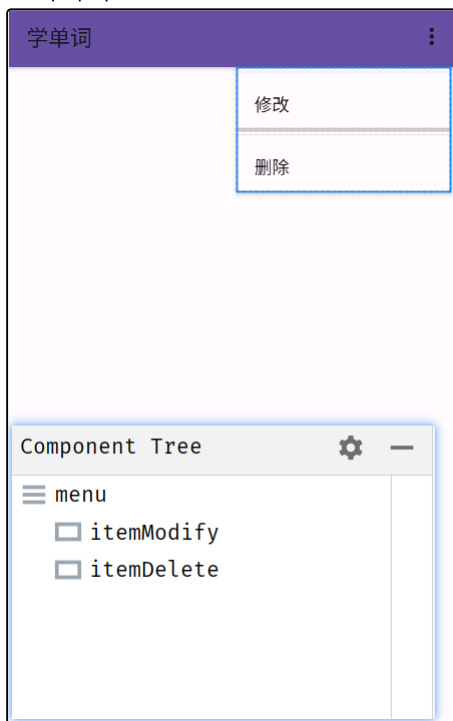 学单词
修改
删除
Component Tree
menu
itemModify
itemDelete